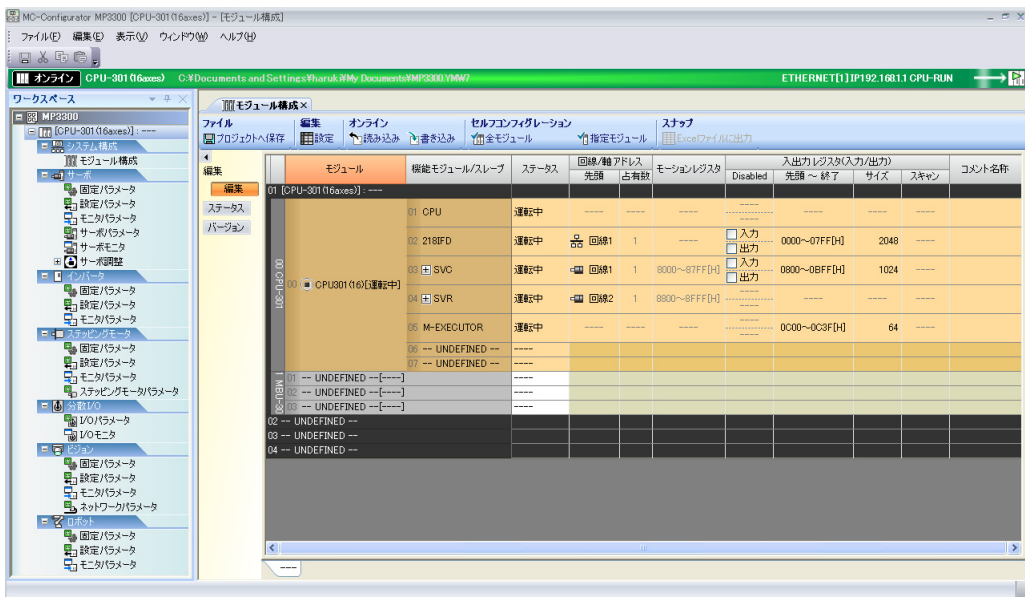 MC-Configurator MP3300 [CPU-301(16axes)] - [モジュール構成]
ファイル(F) 編集(E) 表示(V) ウィンドウ(W) ヘルプ(H)
オンライン CPU-301(16axes) C:¥Documents and Settings¥haruki¥My Documents¥MP3300.YMW7 ETHERNET[1] IP192.168.1.1 CPU-RUN
ワークスペース
MP3300
[CPU-301(16axes)] : ---
システム構成
モジュール構成
サーボ
固定パラメータ
設定パラメータ
モニタパラメータ
サーボパラメータ
サーボモニタ
サーボ調整
インバータ
固定パラメータ
設定パラメータ
モニタパラメータ
ステッピングモータ
固定パラメータ
設定パラメータ
モニタパラメータ
ステッピングモータパラメータ
分散I/O
I/Oパラメータ
I/Oモニタ
ビジョン
固定パラメータ
設定パラメータ
モニタパラメータ
ネットワークパラメータ
ロボット
固定パラメータ
設定パラメータ
モニタパラメータ
モジュール構成×
ファイル 編集 オンライン セルフコンフィグレーション スナップ
プロジェクトへ保存 設定 読み込み 書き込み 全モジュール 指定モジュール Excelファイルに出力
編集
編集
ステータス
バージョン
モジュール 機能モジュール/スレーブ ステータス 回線/軸アドレス モーションレジスタ 入出力レジスタ(入力/出力) コメント名称
先頭 占有数 Disabled 先頭 ～ 終了 サイズ スキャン
01 [CPU-301(16axes)] : ---
00 CPU-301
00 CPU301(16)[運転中]
01 CPU 運転中 ---- ---- ---- ---- ---- ---- ---- ----
02 218IFD 運転中 回線1 1 ---- 入力 出力 0000～07FF[H] 2048 ----
03 SVC 運転中 回線1 1 8000～87FF[H] 入力 出力 0800～0BFF[H] 1024 ----
04 SVR 運転中 回線2 1 8800～8FFF[H] ---- ---- ---- ---- ----
05 M-EXECUTOR 運転中 ---- ---- ---- ---- ---- 0C00～0C3F[H] 64 ----
06 -- UNDEFINED -- ----
07 -- UNDEFINED -- ----
01 -- UNDEFINED --[----] ----
02 -- UNDEFINED --[----] ----
03 -- UNDEFINED --[----] ----
02 -- UNDEFINED --
03 -- UNDEFINED --
04 -- UNDEFINED --
---